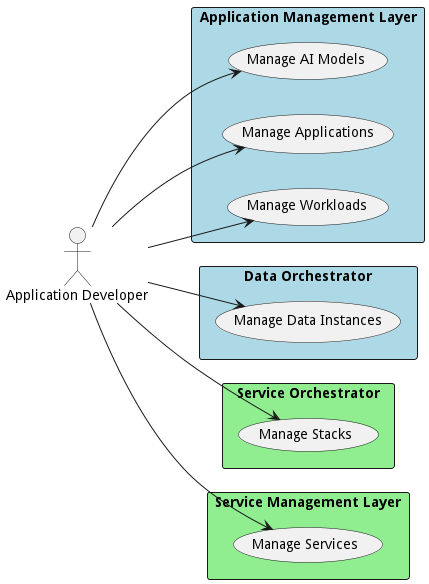 Application Management Layer
Manage AI Models
Manage Applications
Manage Workloads
Application Developer
Data Orchestrator
Manage Data Instances
Service Orchestrator
Manage Stacks
Service Management Layer
Manage Services